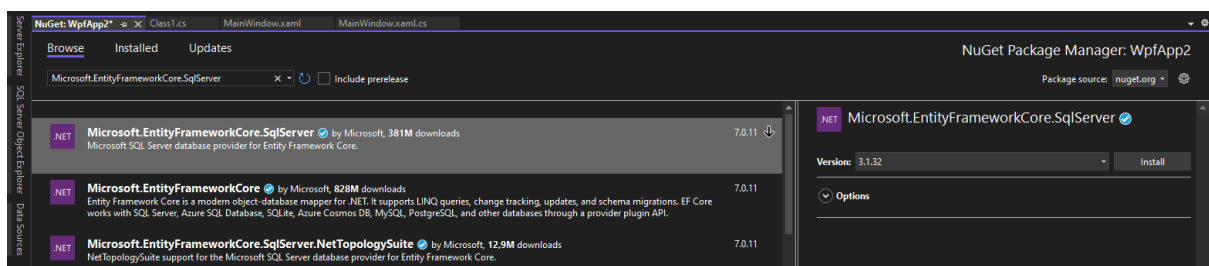 Server Explorer
SQL Server Object Explorer
Data Sources
NuGet: WpfApp2*
Class1.cs
MainWindow.xaml
MainWindow.xaml.cs
Browse
Installed
Updates
NuGet Package Manager: WpfApp2
Microsoft.EntityFrameworkCore.SqlServer
Include prerelease
Package source: nuget.org
.NET
Microsoft.EntityFrameworkCore.SqlServer by Microsoft, 381M downloads
7.0.11
Microsoft SQL Server database provider for Entity Framework Core.
.NET
Microsoft.EntityFrameworkCore by Microsoft, 828M downloads
7.0.11
Entity Framework Core is a modern object-database mapper for .NET. It supports LINQ queries, change tracking, updates, and schema migrations. EF Core
works with SQL Server, Azure SQL Database, SQLite, Azure Cosmos DB, MySQL, PostgreSQL, and other databases through a provider plugin API.
.NET
Microsoft.EntityFrameworkCore.SqlServer.NetTopologySuite by Microsoft, 12,9M downloads
7.0.11
NetTopologySuite support for the Microsoft SQL Server database provider for Entity Framework Core.
.NET
Microsoft.EntityFrameworkCore.SqlServer
Version: 3.1.32
Install
Options